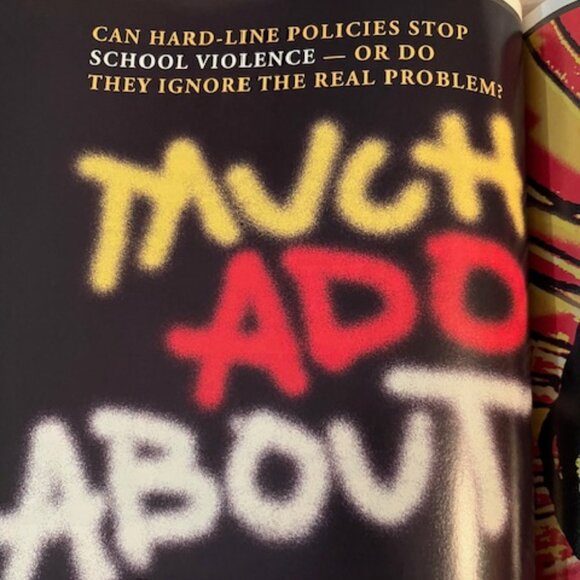 CAN HARD-LINE POLICIES STOP
SCHOOL VIOLENCE — OR DO
THEY IGNORE THE REAL PROBLEM?
MUCH
ADO
ABOUT